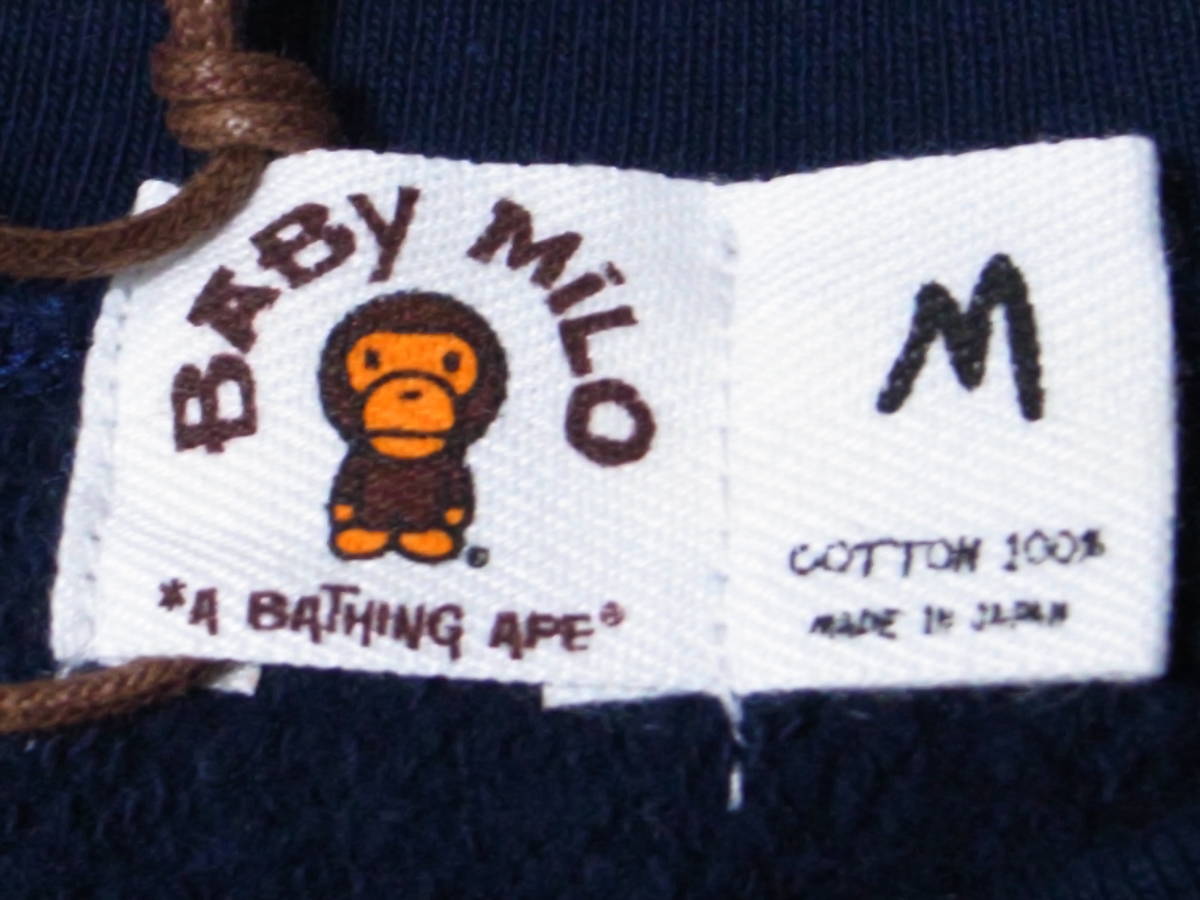 BABY MiLO
*A BATHING APE®
M
COTTON 100%
MADE IN JAPAN